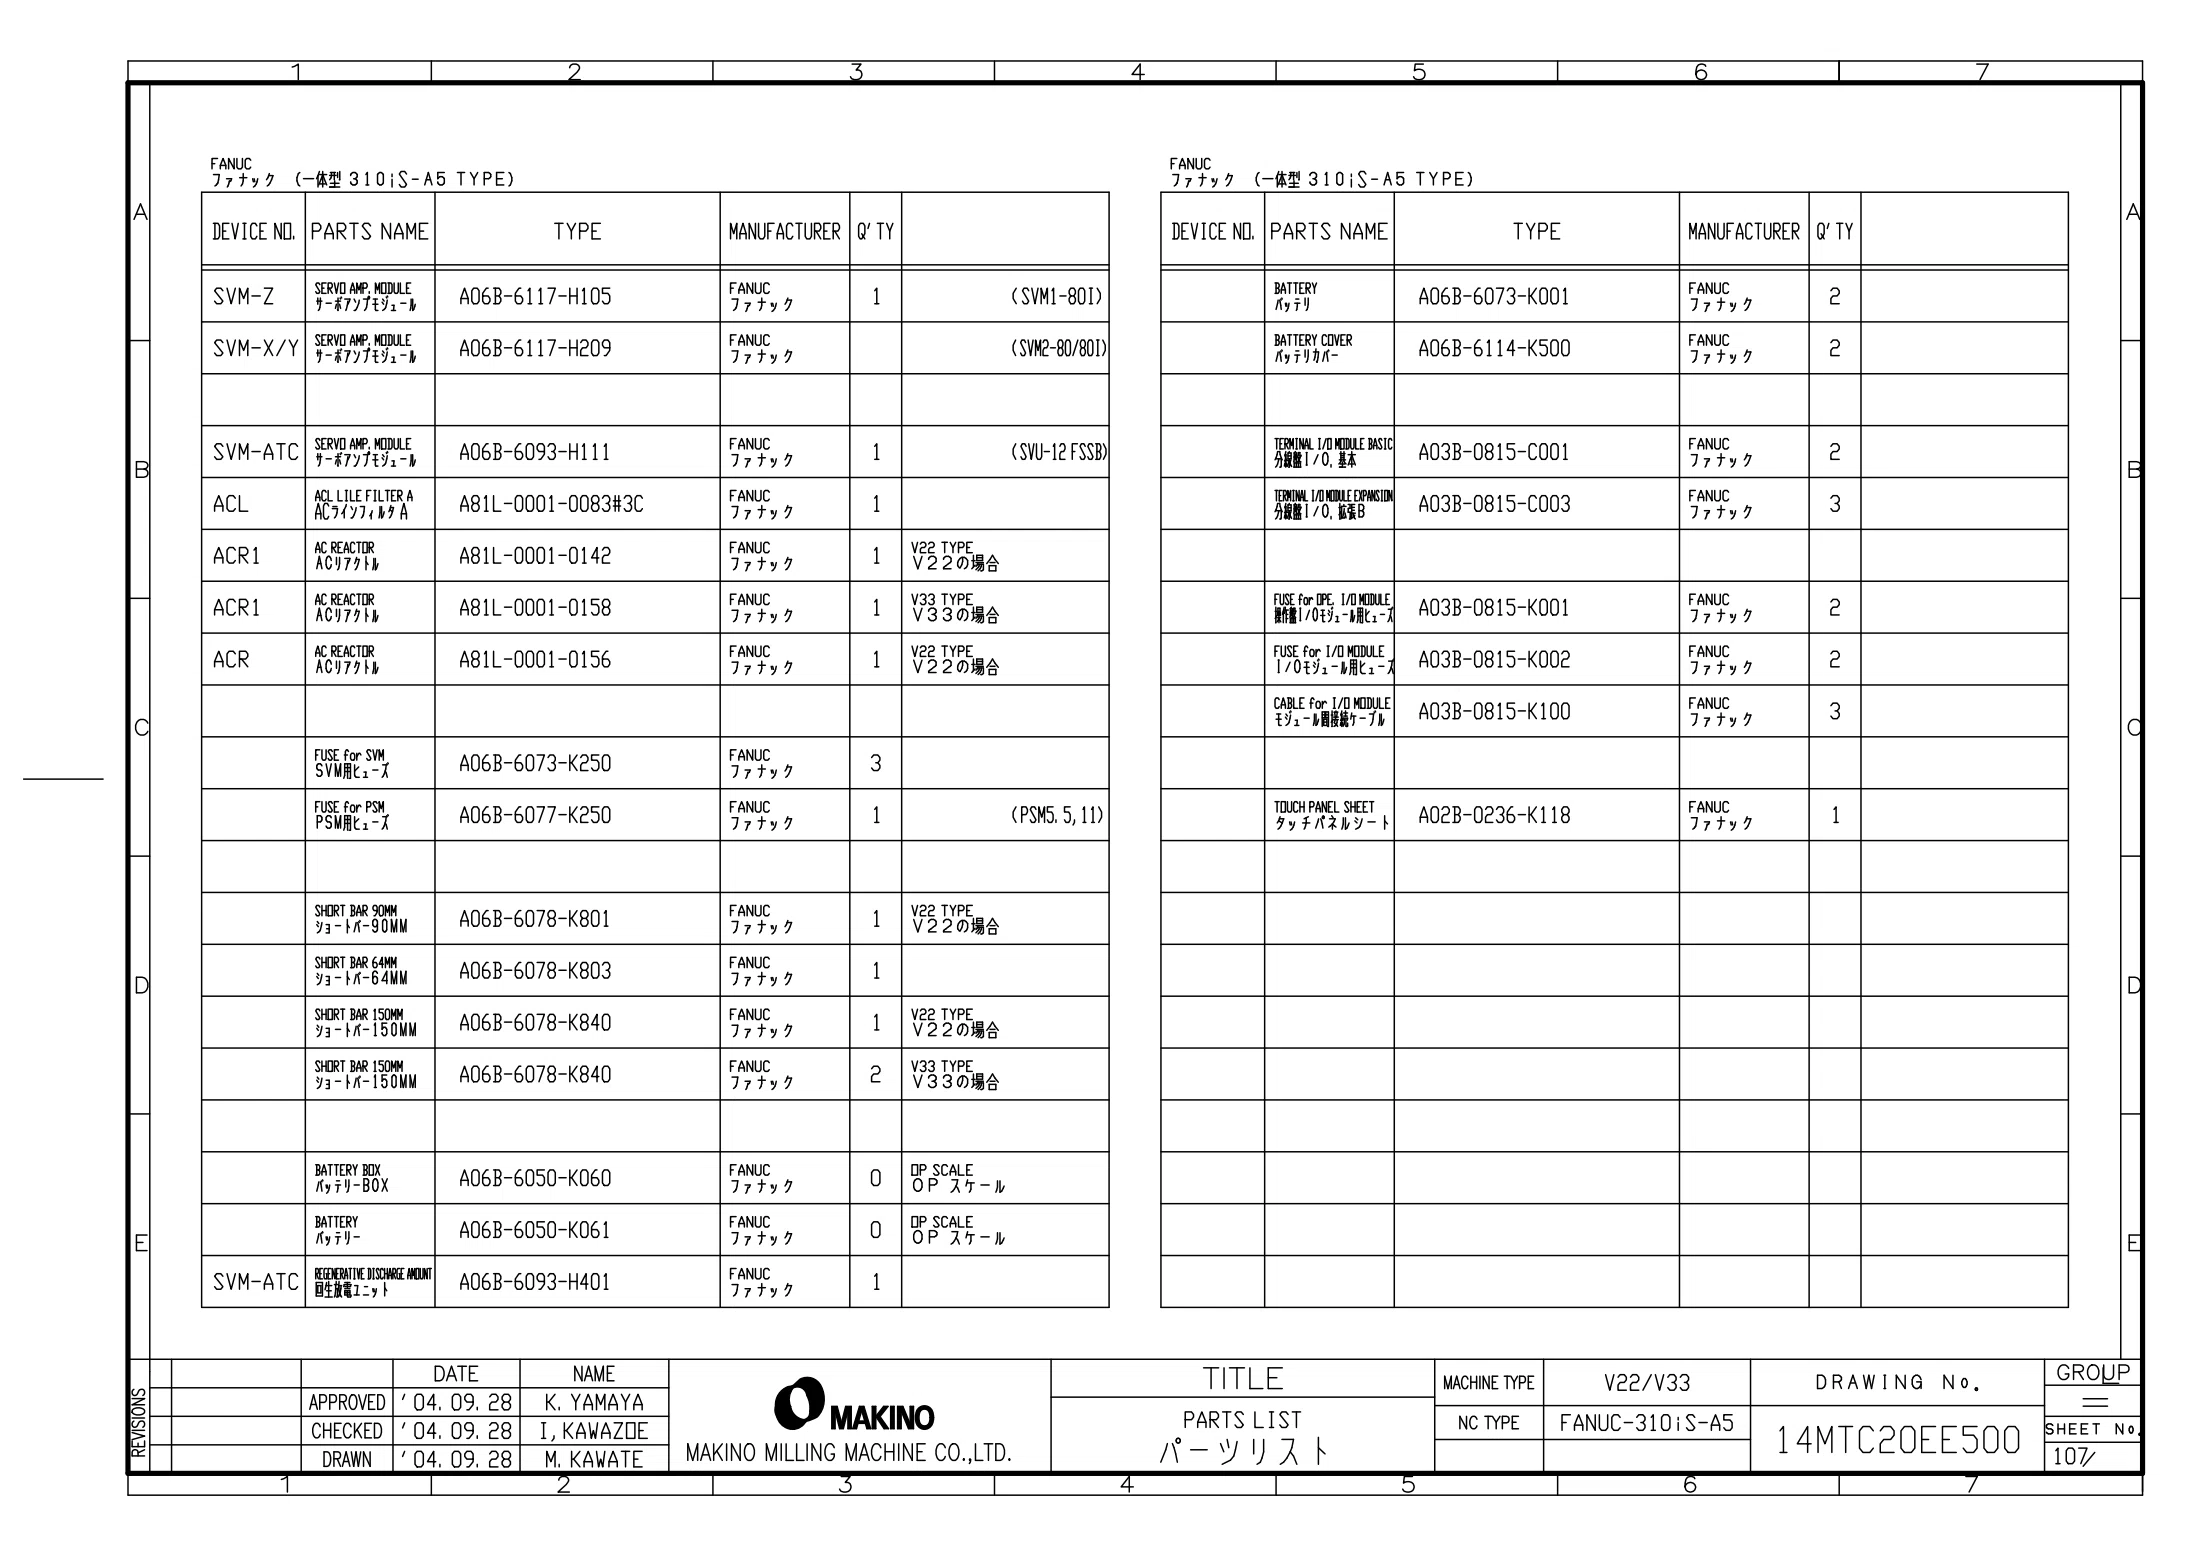 1 2 3 4 5 6 7
A
B
C
D
E
FANUC
ファナック (一体型 310iS-A5 TYPE)
DEVICE NO. PARTS NAME TYPE MANUFACTURER Q'TY
SVM-Z SERVO AMP. MODULE A06B-6117-H105 FANUC 1 (SVM1-80I)
サーボアンプモジュール ファナック
SVM-X/Y SERVO AMP. MODULE A06B-6117-H209 FANUC (SVM2-80/80I)
サーボアンプモジュール ファナック
SVM-ATC SERVO AMP. MODULE A06B-6093-H111 FANUC 1 (SVU-12 FSSB)
サーボアンプモジュール ファナック
ACL ACL LILE FILTER A A81L-0001-0083#3C FANUC 1
ACラインフィルタ A ファナック
ACR1 AC REACTOR A81L-0001-0142 FANUC 1 V22 TYPE
ACリアクトル ファナック V22の場合
ACR1 AC REACTOR A81L-0001-0158 FANUC 1 V33 TYPE
ACリアクトル ファナック V33の場合
ACR AC REACTOR A81L-0001-0156 FANUC 1 V22 TYPE
ACリアクトル ファナック V22の場合
FUSE for SVM A06B-6073-K250 FANUC 3
SVM用ヒューズ ファナック
FUSE for PSM A06B-6077-K250 FANUC 1 (PSM5.5,11)
PSM用ヒューズ ファナック
SHORT BAR 90MM A06B-6078-K801 FANUC 1 V22 TYPE
ショートバー90MM ファナック V22の場合
SHORT BAR 64MM A06B-6078-K803 FANUC 1
ショートバー64MM ファナック
SHORT BAR 150MM A06B-6078-K840 FANUC 1 V22 TYPE
ショートバー150MM ファナック V22の場合
SHORT BAR 150MM A06B-6078-K840 FANUC 2 V33 TYPE
ショートバー150MM ファナック V33の場合
BATTERY BOX A06B-6050-K060 FANUC 0 OP SCALE
バッテリーBOX ファナック OP スケール
BATTERY A06B-6050-K061 FANUC 0 OP SCALE
バッテリー ファナック OP スケール
SVM-ATC REGENERATIVE DISCHARGE AMOUNT A06B-6093-H401 FANUC 1
回生放電ユニット ファナック
FANUC
ファナック (一体型 310iS-A5 TYPE)
DEVICE NO. PARTS NAME TYPE MANUFACTURER Q'TY
BATTERY A06B-6073-K001 FANUC 2
バッテリ ファナック
BATTERY COVER A06B-6114-K500 FANUC 2
バッテリカバー ファナック
TERMINAL I/O MODULE BASIC A03B-0815-C001 FANUC 2
分線盤I/O, 基本 ファナック
TERMINAL I/O MODULE EXPANSION A03B-0815-C003 FANUC 3
分線盤I/O, 拡張B ファナック
FUSE for OPE. I/O MODULE A03B-0815-K001 FANUC 2
操作盤I/Oモジュール用ヒューズ ファナック
FUSE for I/O MODULE A03B-0815-K002 FANUC 2
I/Oモジュール用ヒューズ ファナック
CABLE for I/O MODULE A03B-0815-K100 FANUC 3
モジュール間接続ケーブル ファナック
TOUCH PANEL SHEET A02B-0236-K118 FANUC 1
タッチパネルシート ファナック
A
B
C
D
E
REVISIONS
DATE NAME
APPROVED '04.09.28 K. YAMAYA
CHECKED '04.09.28 I, KAWAZOE
DRAWN '04.09.28 M. KAWATE
MAKINO
MAKINO MILLING MACHINE CO.,LTD.
TITLE
PARTS LIST
パーツリスト
MACHINE TYPE V22/V33
NC TYPE FANUC-310iS-A5
DRAWING No.
14MTC20EE500
GROUP
=
SHEET No.
107/
1 2 3 4 5 6 7